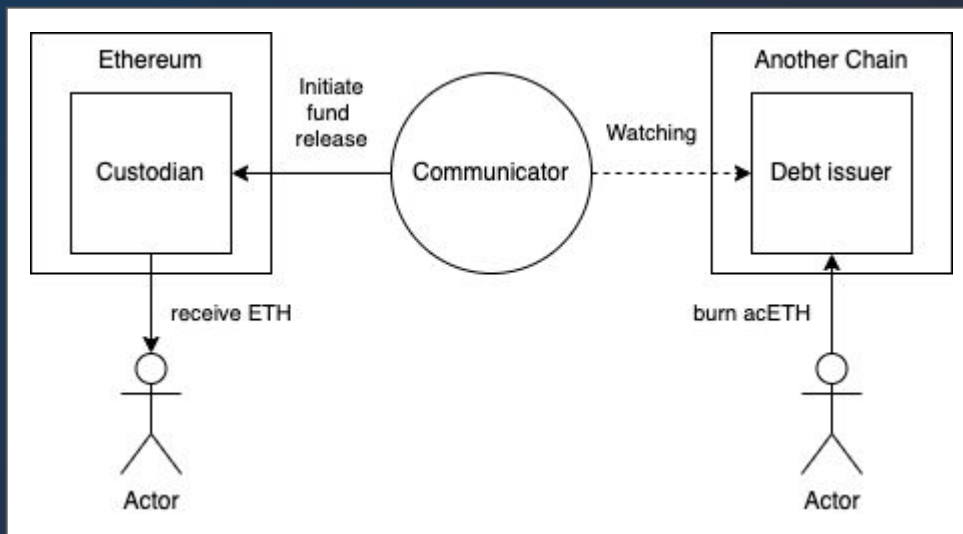 Ethereum
Another Chain
Initiate
fund
release
Watching
Custodian
Communicator
Debt issuer
receive ETH
burn acETH
Actor
Actor